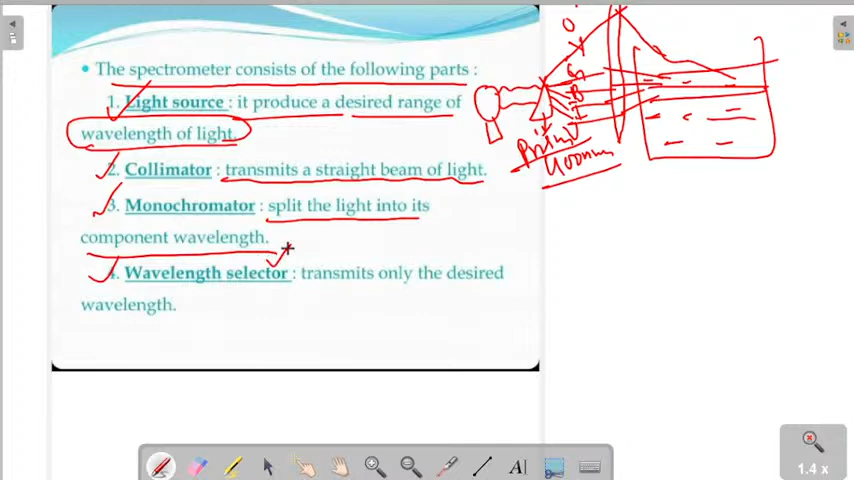 • The spectrometer consists of the following parts :
1. Light source : it produce a desired range of
wavelength of light.
2. Collimator : transmits a straight beam of light.
3. Monochromator : split the light into its
component wavelength.
4. Wavelength selector : transmits only the desired
wavelength.
400nm
A
1.4 x